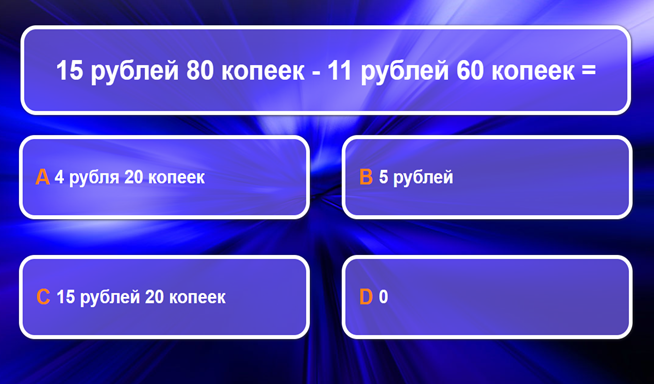 15 рублей 80 копеек - 11 рублей 60 копеек =
A 4 рубля 20 копеек
B 5 рублей
C 15 рублей 20 копеек
D 0